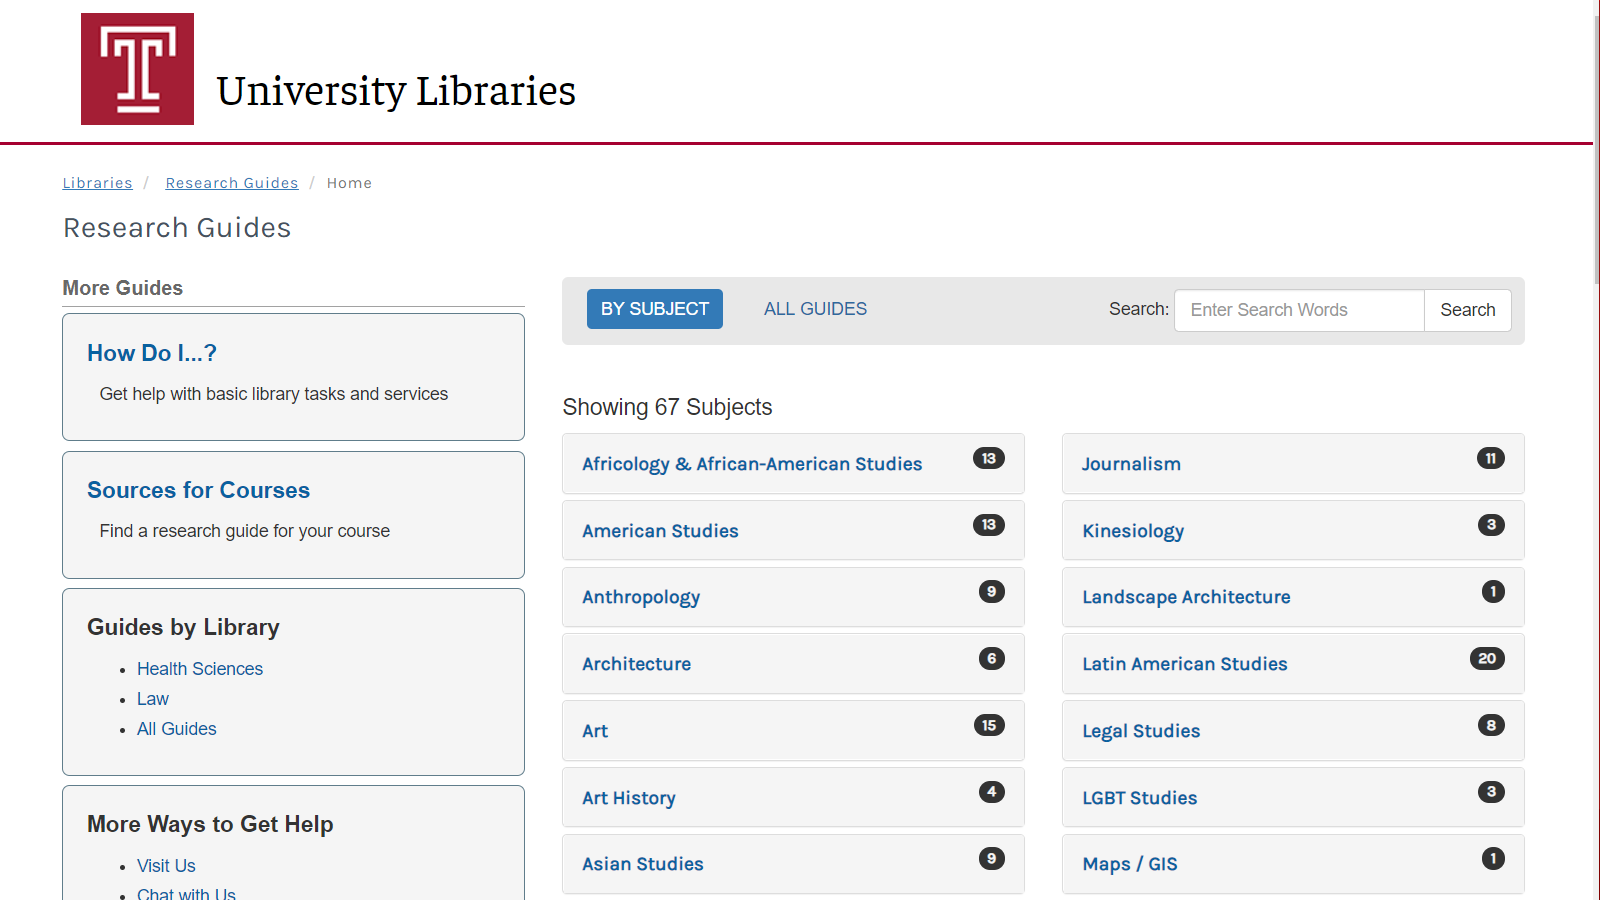 University Libraries
Libraries / Research Guides / Home
Research Guides
More Guides
How Do I...?
Get help with basic library tasks and services
Sources for Courses
Find a research guide for your course
Guides by Library
Health Sciences
Law
All Guides
More Ways to Get Help
Visit Us
Chat with Us
BY SUBJECT
ALL GUIDES
Search:
Enter Search Words
Search
Showing 67 Subjects
Africology & African-American Studies 13
American Studies 13
Anthropology 9
Architecture 6
Art 15
Art History 4
Asian Studies 9
Journalism 11
Kinesiology 3
Landscape Architecture 1
Latin American Studies 20
Legal Studies 8
LGBT Studies 3
Maps / GIS 1